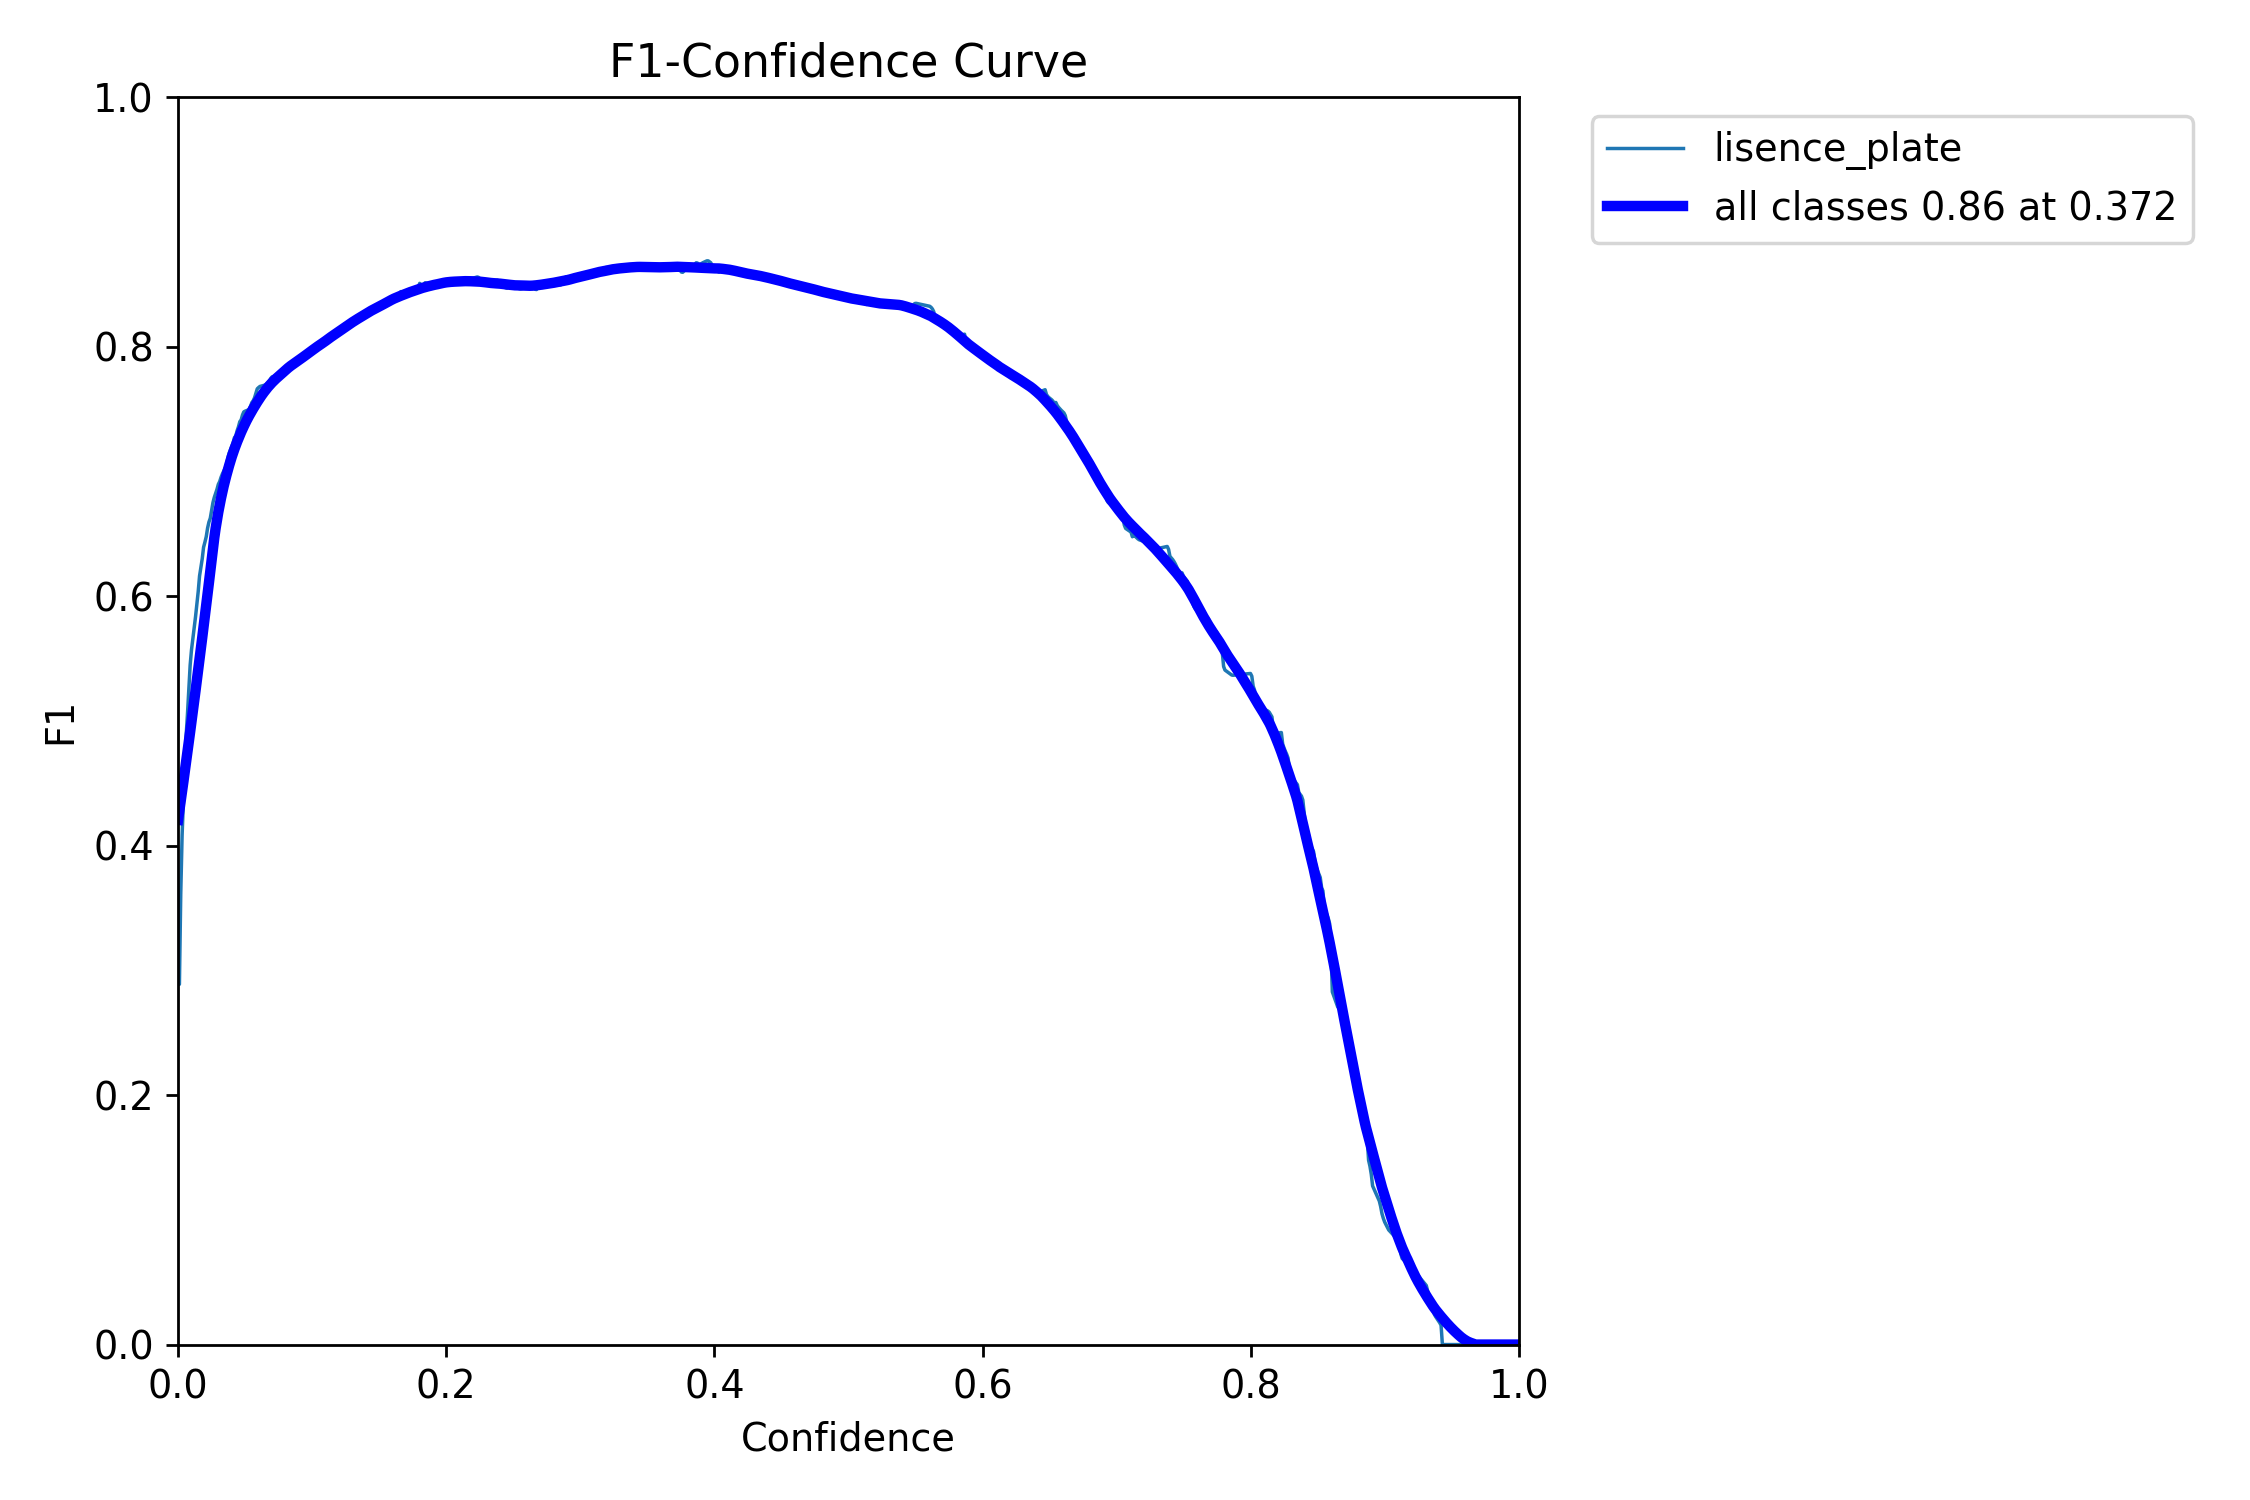 F1-Confidence Curve
1.0
0.8
0.6
0.4
0.2
0.0
F1
0.0 0.2 0.4 0.6 0.8 1.0
Confidence
lisence_plate
all classes 0.86 at 0.372